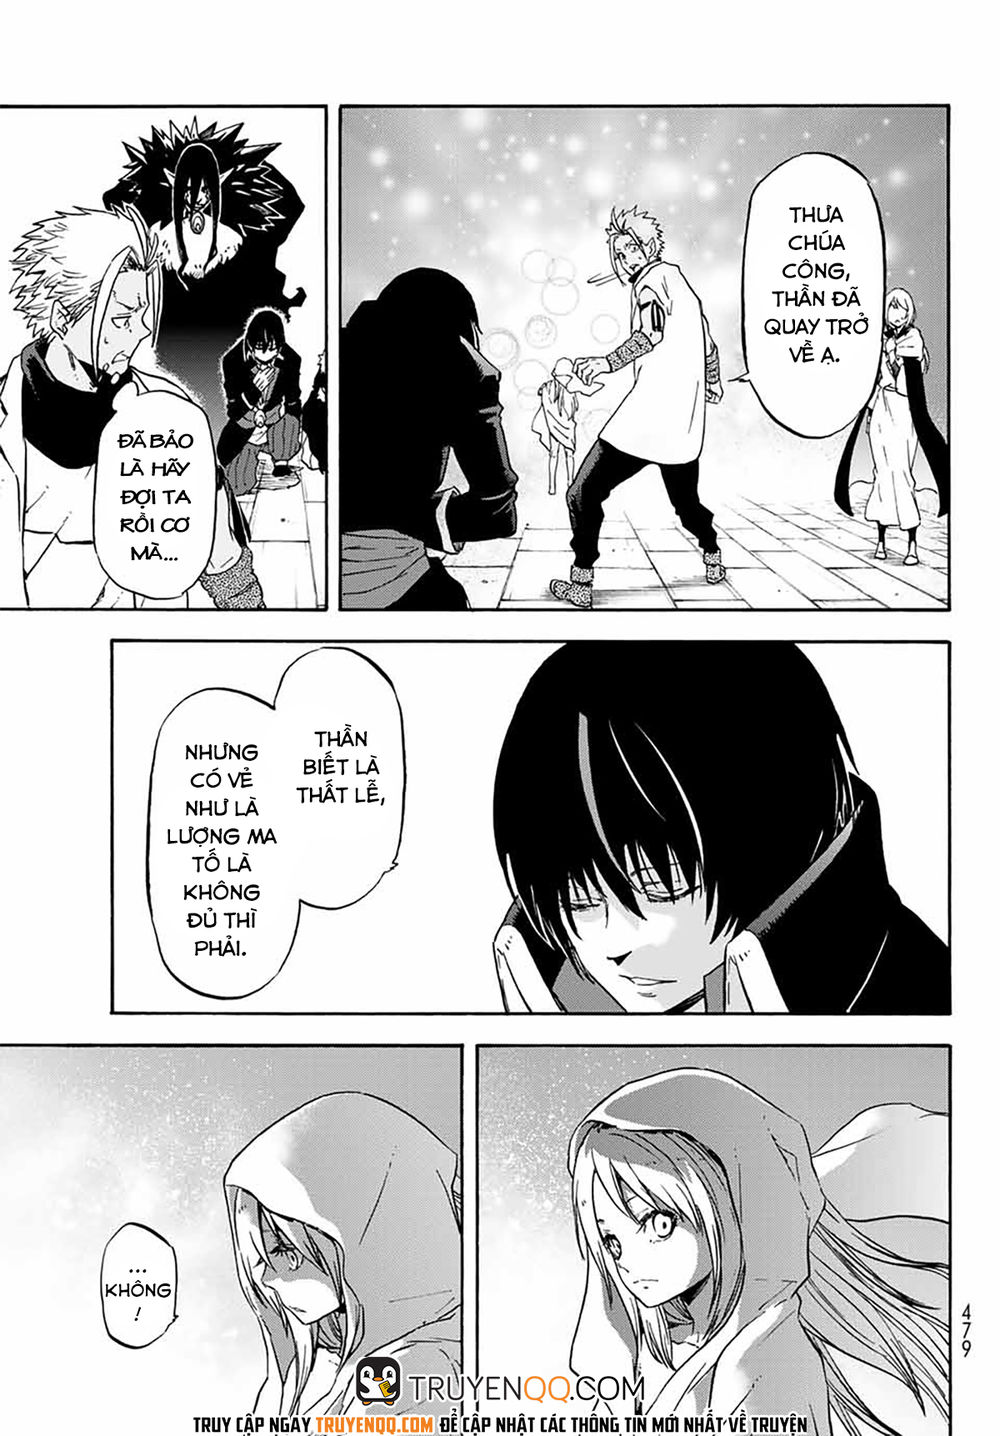 THƯA
CHÚA
CÔNG,
THẦN ĐÃ
QUAY TRỞ
VỀ Ạ.
ĐÃ BẢO
LÀ HÃY
ĐỢI TA
RỒI CƠ
MÀ...
THẦN
BIẾT LÀ
THẤT LỄ,
NHƯNG
CÓ VẺ
NHƯ LÀ
LƯỢNG MA
TỐ LÀ
KHÔNG
ĐỦ THÌ
PHẢI.
...
KHÔNG
!
479
TRUYENQQ.COM
TRUY CẬP NGAY TRUYENQQ.COM ĐỂ CẬP NHẬT CÁC THÔNG TIN MỚI NHẤT VỀ TRUYỆN